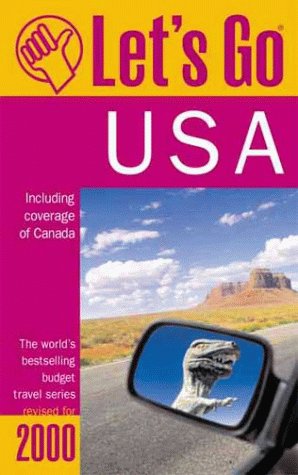 Let's Go®
USA
Including
coverage
of Canada
The world's
bestselling
budget
travel series
revised for
2000